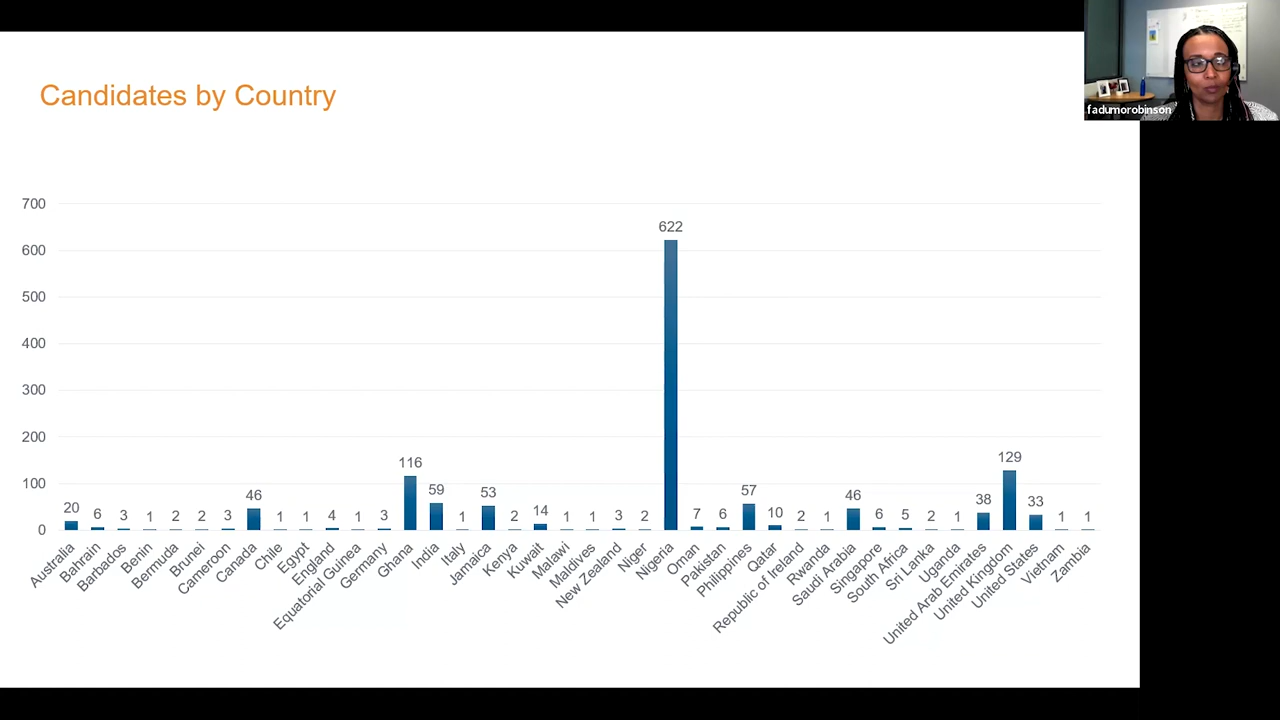 fadumorobinson
Candidates by Country
700
600
500
400
300
200
100
0
20
6
3
1
2
2
3
46
1
1
4
1
3
116
59
1
53
2
14
1
1
3
2
622
7
6
57
10
2
1
46
6
5
2
1
38
129
33
1
1
Australia
Bahrain
Barbados
Benin
Bermuda
Brunei
Cameroon
Canada
Chile
Egypt
England
Equatorial Guinea
Germany
Ghana
India
Italy
Jamaica
Kenya
Kuwait
Malawi
Maldives
New Zealand
Niger
Nigeria
Oman
Pakistan
Philippines
Qatar
Republic of Ireland
Rwanda
Saudi Arabia
Singapore
South Africa
Sri Lanka
Uganda
United Arab Emirates
United Kingdom
United States
Vietnam
Zambia